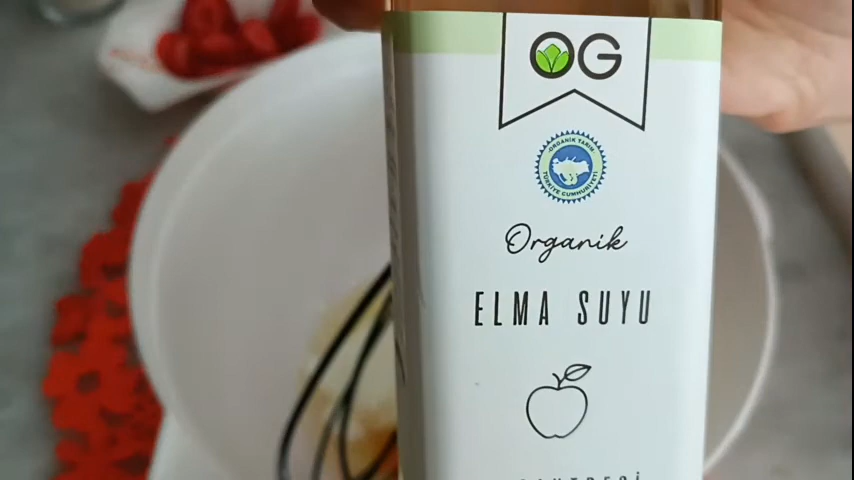 OG
ORGANİK TARIM
TÜRKİYE CUMHURİYETİ
Organik
ELMA SUYU